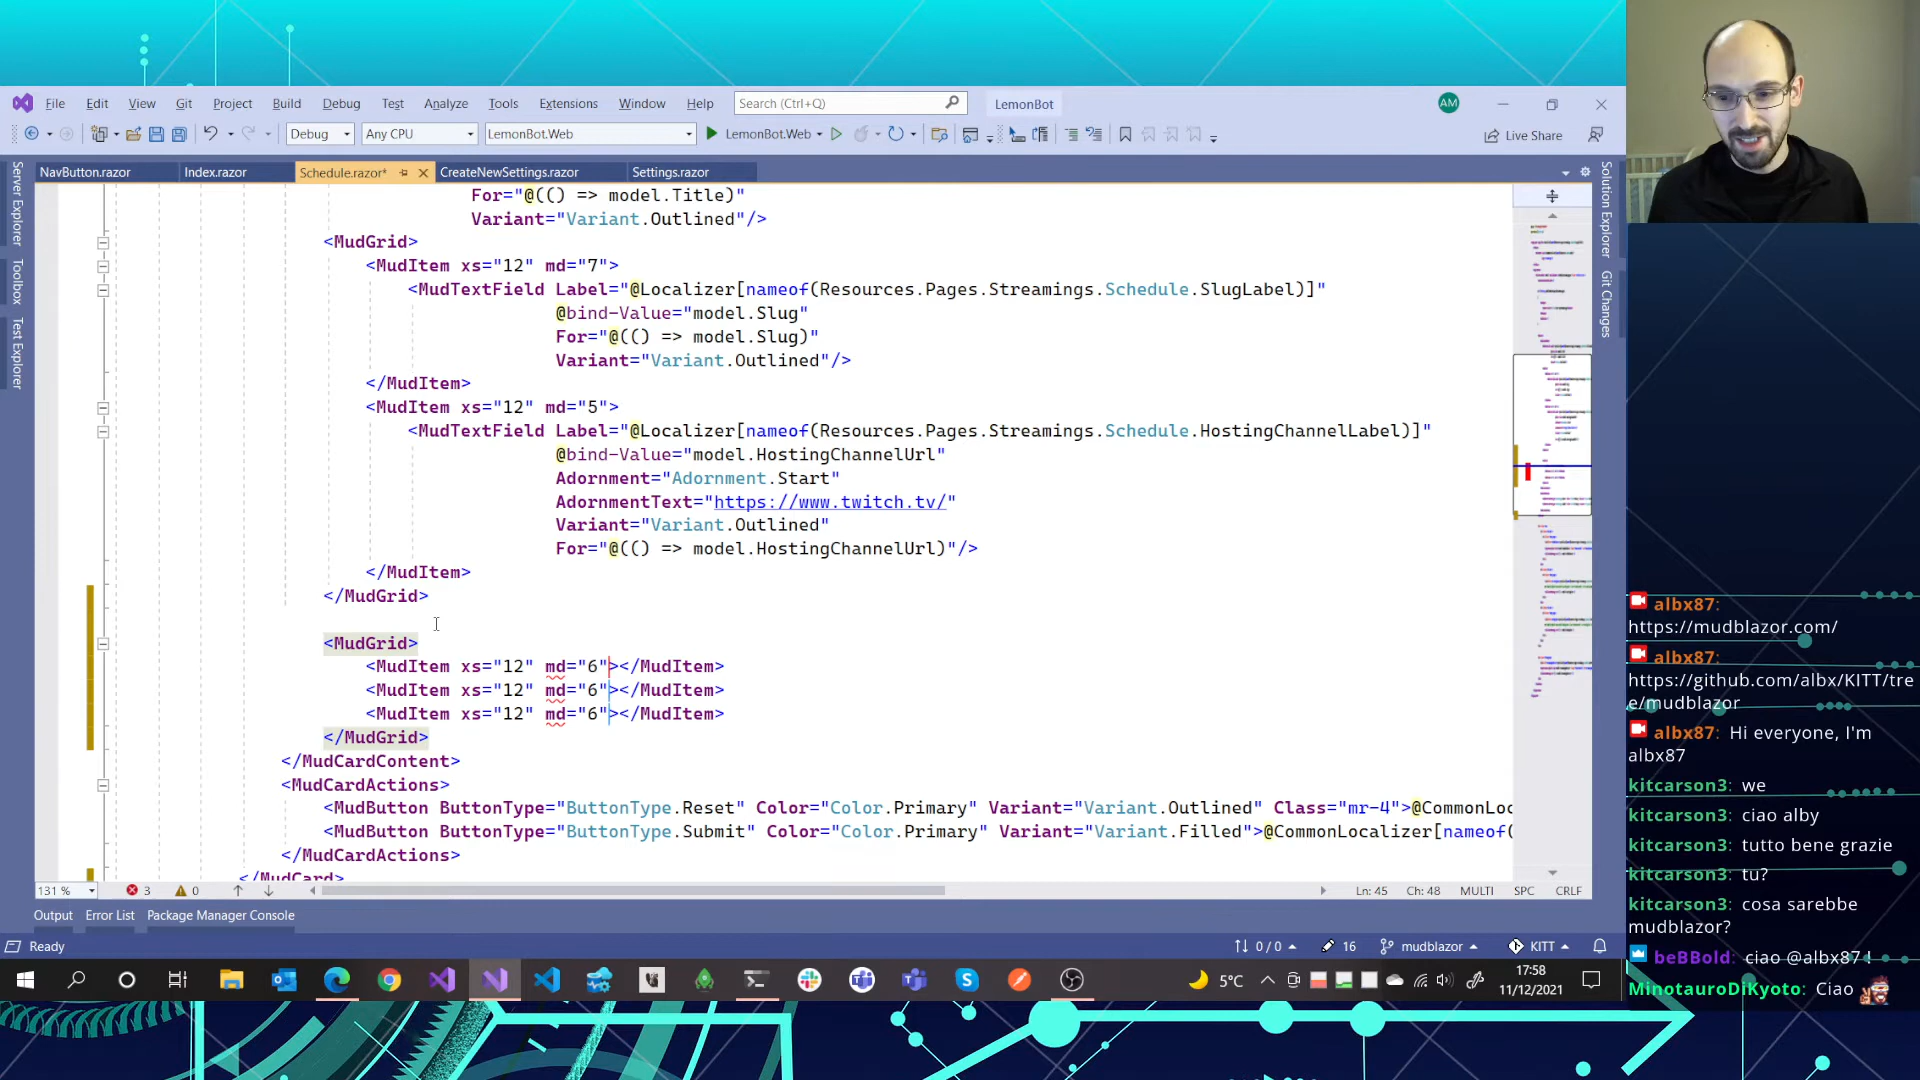 File Edit View Git Project Build Debug Test Analyze Tools Extensions Window Help Search (Ctrl+Q) LemonBot AM
Debug Any CPU LemonBot.Web LemonBot.Web Live Share
NavButton.razor Index.razor Schedule.razor* CreateNewSettings.razor Settings.razor
Server Explorer
Toolbox
Test Explorer
For="@(() => model.Title)"
Variant="Variant.Outlined"/>
<MudGrid>
<MudItem xs="12" md="7">
<MudTextField Label="@Localizer[nameof(Resources.Pages.Streamings.Schedule.SlugLabel)]"
@bind-Value="model.Slug"
For="@(() => model.Slug)"
Variant="Variant.Outlined"/>
</MudItem>
<MudItem xs="12" md="5">
<MudTextField Label="@Localizer[nameof(Resources.Pages.Streamings.Schedule.HostingChannelLabel)]"
@bind-Value="model.HostingChannelUrl"
Adornment="Adornment.Start"
AdornmentText="https://www.twitch.tv/"
Variant="Variant.Outlined"
For="@(() => model.HostingChannelUrl)"/>
</MudItem>
</MudGrid>
<MudGrid>
<MudItem xs="12" md="6"></MudItem>
<MudItem xs="12" md="6"></MudItem>
<MudItem xs="12" md="6"></MudItem>
</MudGrid>
</MudCardContent>
<MudCardActions>
<MudButton ButtonType="ButtonType.Reset" Color="Color.Primary" Variant="Variant.Outlined" Class="mr-4">@CommonLoc
<MudButton ButtonType="ButtonType.Submit" Color="Color.Primary" Variant="Variant.Filled">@CommonLocalizer[nameof(
</MudCardActions>
</MudCard>
Solution Explorer
Git Changes
131 % 3 0 Ln: 45 Ch: 48 MULTI SPC CRLF
Output Error List Package Manager Console
Ready 0 / 0 16 mudblazor KITT
5°C 17:58
11/12/2021
albx87:
https://mudblazor.com/
albx87:
https://github.com/albx/KITT/tre
e/mudblazor
albx87: Hi everyone, I'm
albx87
kitcarson3: we
kitcarson3: ciao alby
kitcarson3: tutto bene grazie
kitcarson3: tu?
kitcarson3: cosa sarebbe
mudblazor?
beBBold: ciao @albx87 !
MinotauroDiKyoto: Ciao